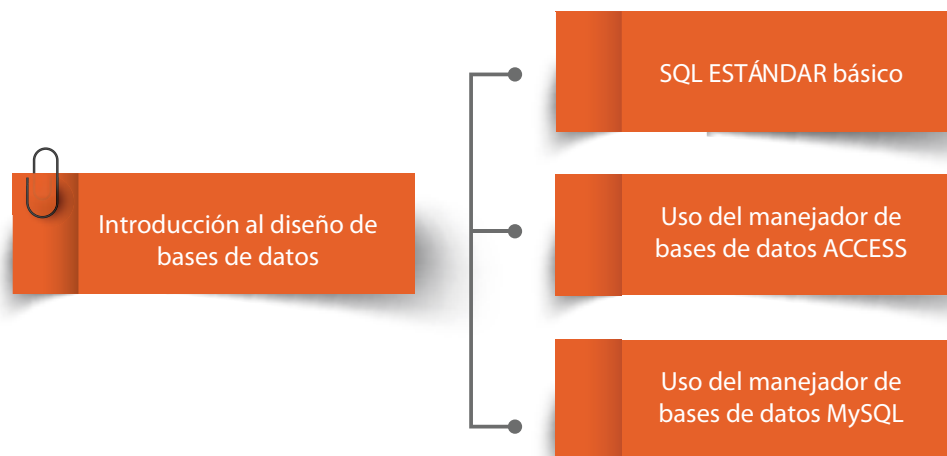 Introducción al diseño de
bases de datos
SQL ESTÁNDAR básico
Uso del manejador de
bases de datos ACCESS
Uso del manejador de
bases de datos MySQL